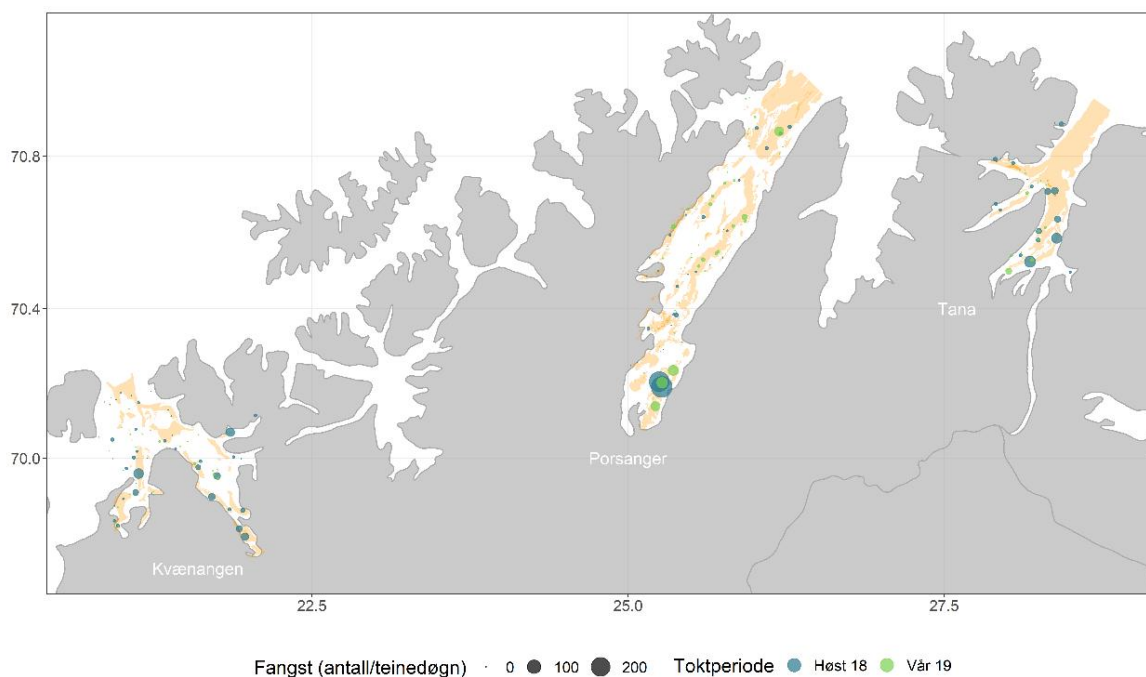 70.8
70.4
70.0
Tana
Porsanger
Kvænangen
22.5 25.0 27.5
Fangst (antall/teinedøgn) 0 100 200 Toktperiode Høst 18 Vår 19